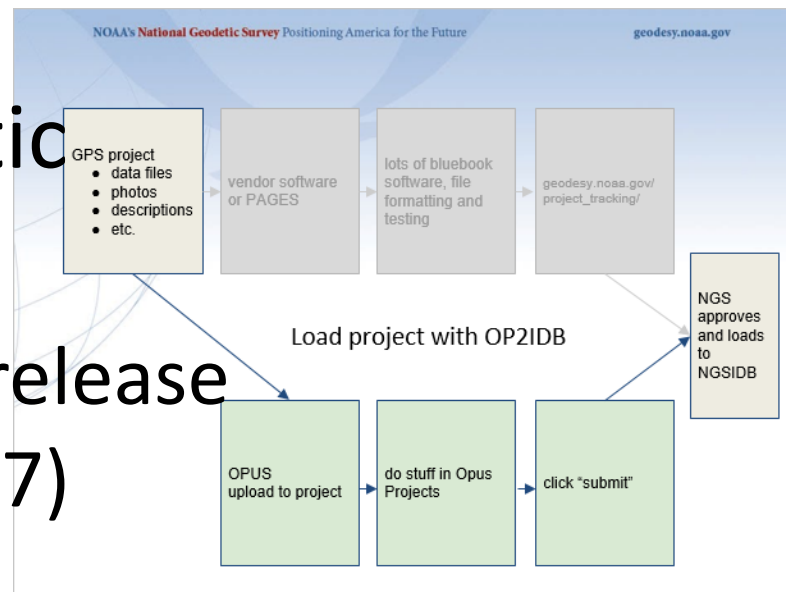 NOAA's National Geodetic Survey Positioning America for the Future geodesy.noaa.gov
tic
GPS project
• data files
• photos
• descriptions
• etc.
vendor software
or PAGES
lots of bluebook
software, file
formatting and
testing
geodesy.noaa.gov/
project_tracking/
NGS
approves
and loads
to
NGSIDB
Load project with OP2IDB
release
7)
OPUS
upload to project
do stuff in Opus
Projects
click “submit”